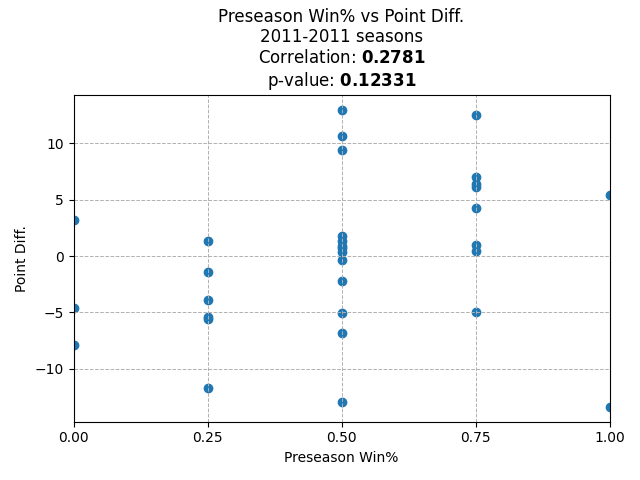 Preseason Win% vs Point Diff.
2011-2011 seasons
Correlation: 0.2781
p-value: 0.12331
Point Diff.
10
5
0
−5
−10
0.00 0.25 0.50 0.75 1.00
Preseason Win%